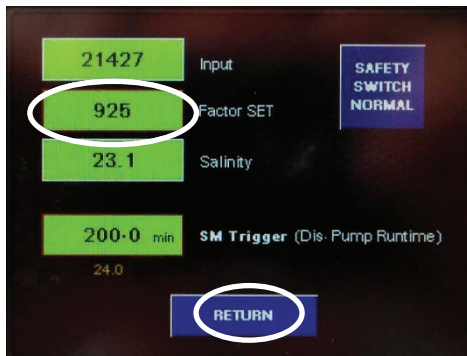 21427 Input
SAFETY
SWITCH
NORMAL
925 Factor SET
23.1 Salinity
200.0 min SM Trigger (Dis. Pump Runtime)
24.0
RETURN